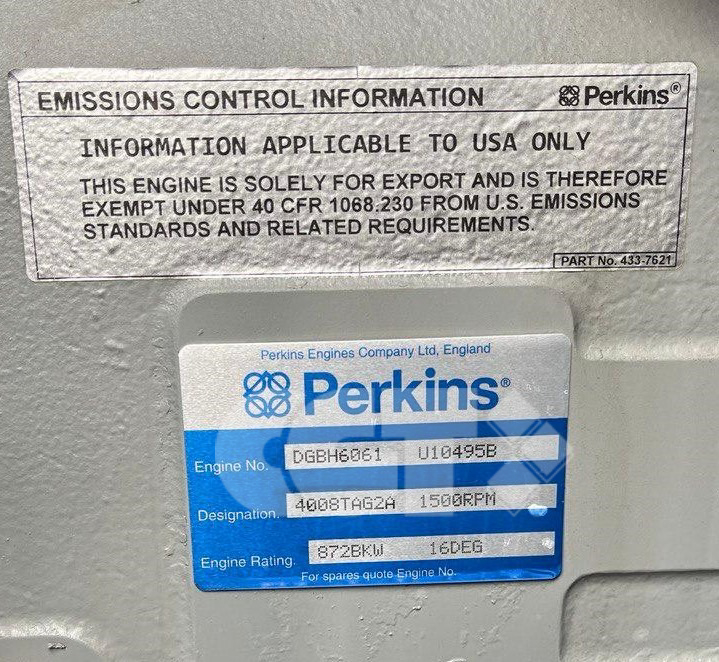 EMISSIONS CONTROL INFORMATION Perkins®
INFORMATION APPLICABLE TO USA ONLY
THIS ENGINE IS SOLELY FOR EXPORT AND IS THEREFORE
EXEMPT UNDER 40 CFR 1068.230 FROM U.S. EMISSIONS
STANDARDS AND RELATED REQUIREMENTS.
PART No. 433-7621
Perkins Engines Company Ltd, England
Perkins®
Engine No. DGBH6061 U10495B
Designation. 4008TAG2A 1500RPM
Engine Rating. 872BKW 16DEG
For spares quote Engine No.